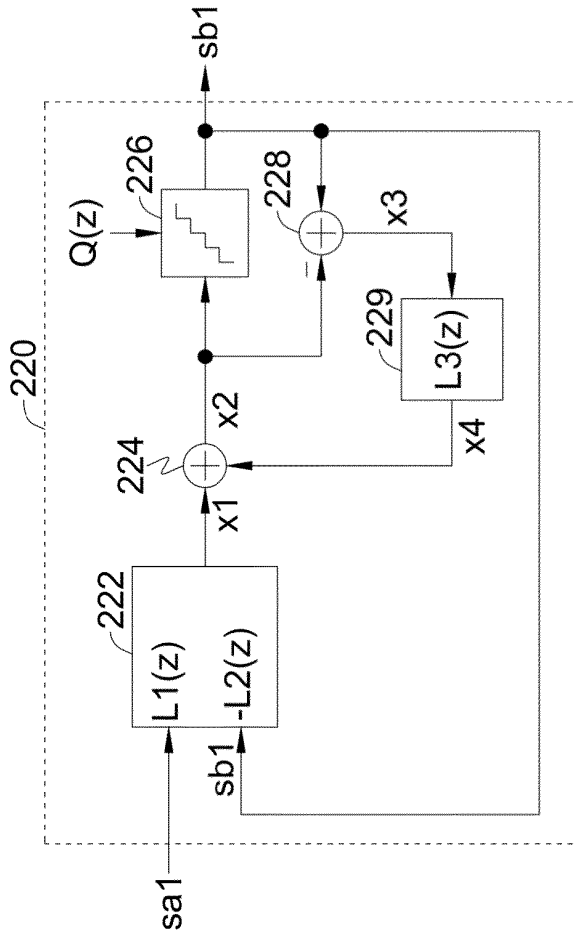 220
sa1
sb1
222
L1(z)
-L2(z)
x1
224
x2
Q(z)
226
sb1
228
-
x3
229
L3(z)
x4